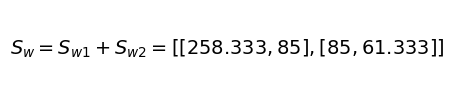 $S_w = S_{w1} + S_{w2} = [[258.333, 85], [85, 61.333]]$